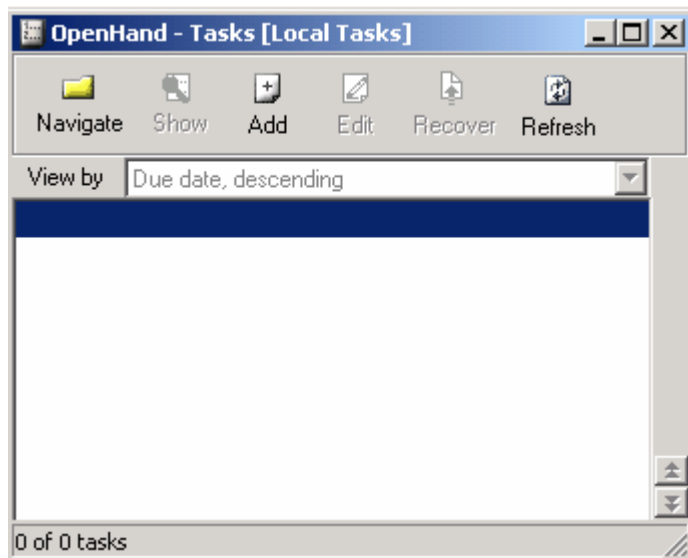 OpenHand - Tasks [Local Tasks]
Navigate Show Add Edit Recover Refresh
View by Due date, descending
0 of 0 tasks